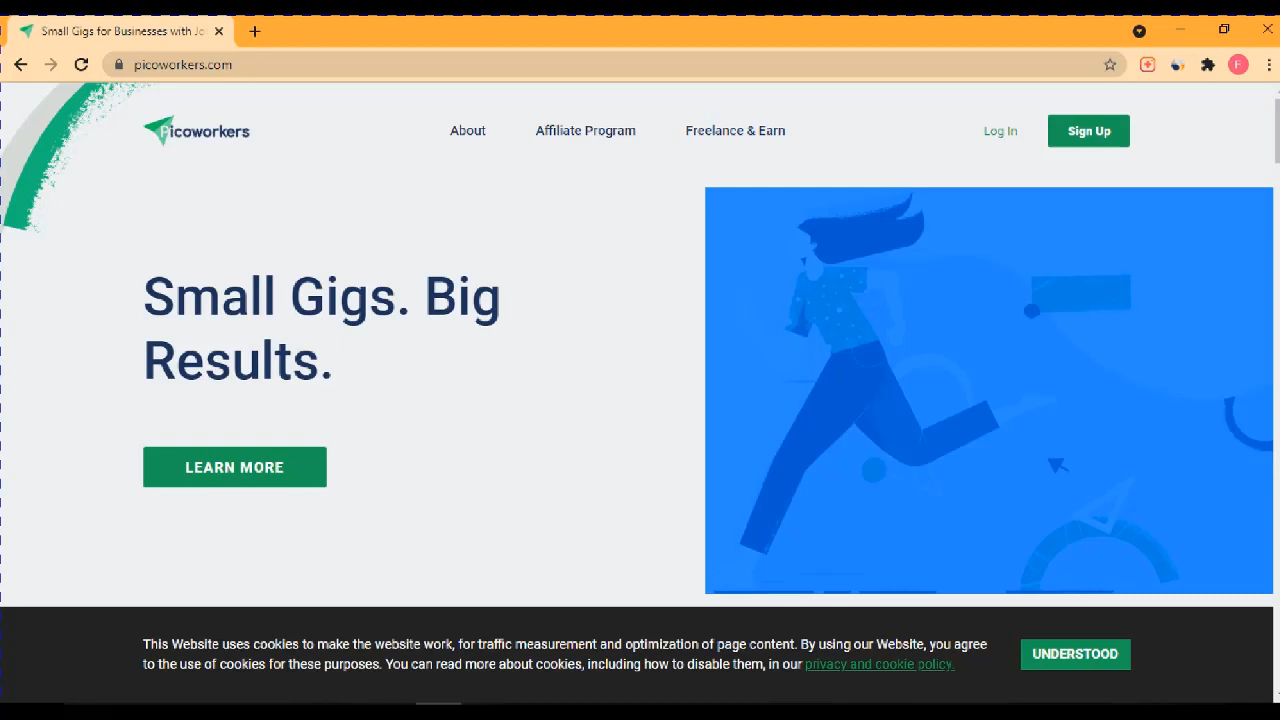 Small Gigs for Businesses with Jo
picoworkers.com
F
Picoworkers
About
Affiliate Program
Freelance & Earn
Log In
Sign Up
Small Gigs. Big
Results.
LEARN MORE
This Website uses cookies to make the website work, for traffic measurement and optimization of page content. By using our Website, you agree
to the use of cookies for these purposes. You can read more about cookies, including how to disable them, in our privacy and cookie policy.
UNDERSTOOD